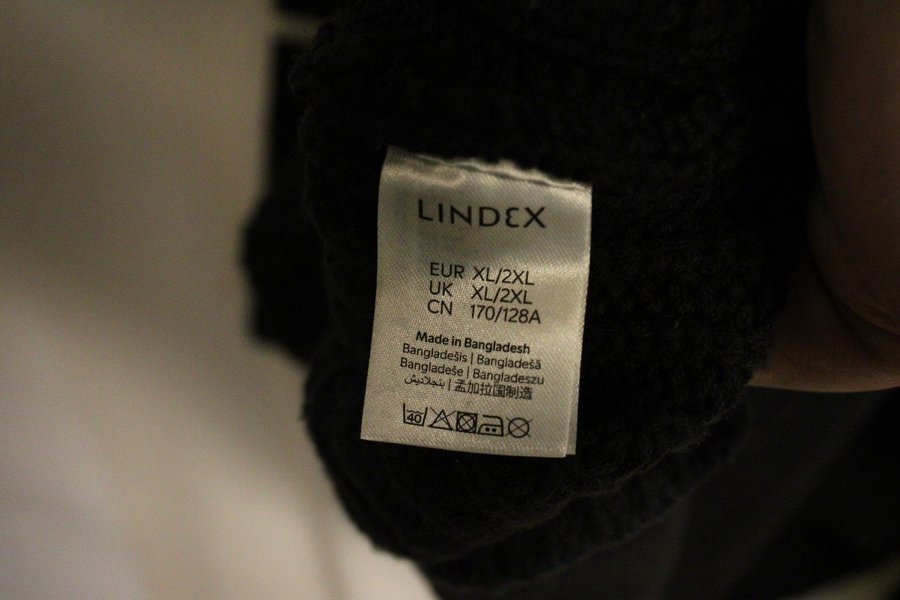 LINDEX
EUR XL/2XL
UK XL/2XL
CN 170/128A
Made in Bangladesh
Bangladešis | Bangladešā
Bangladeše | Bangladeszu
بنجلاديش | 孟加拉国制造
40